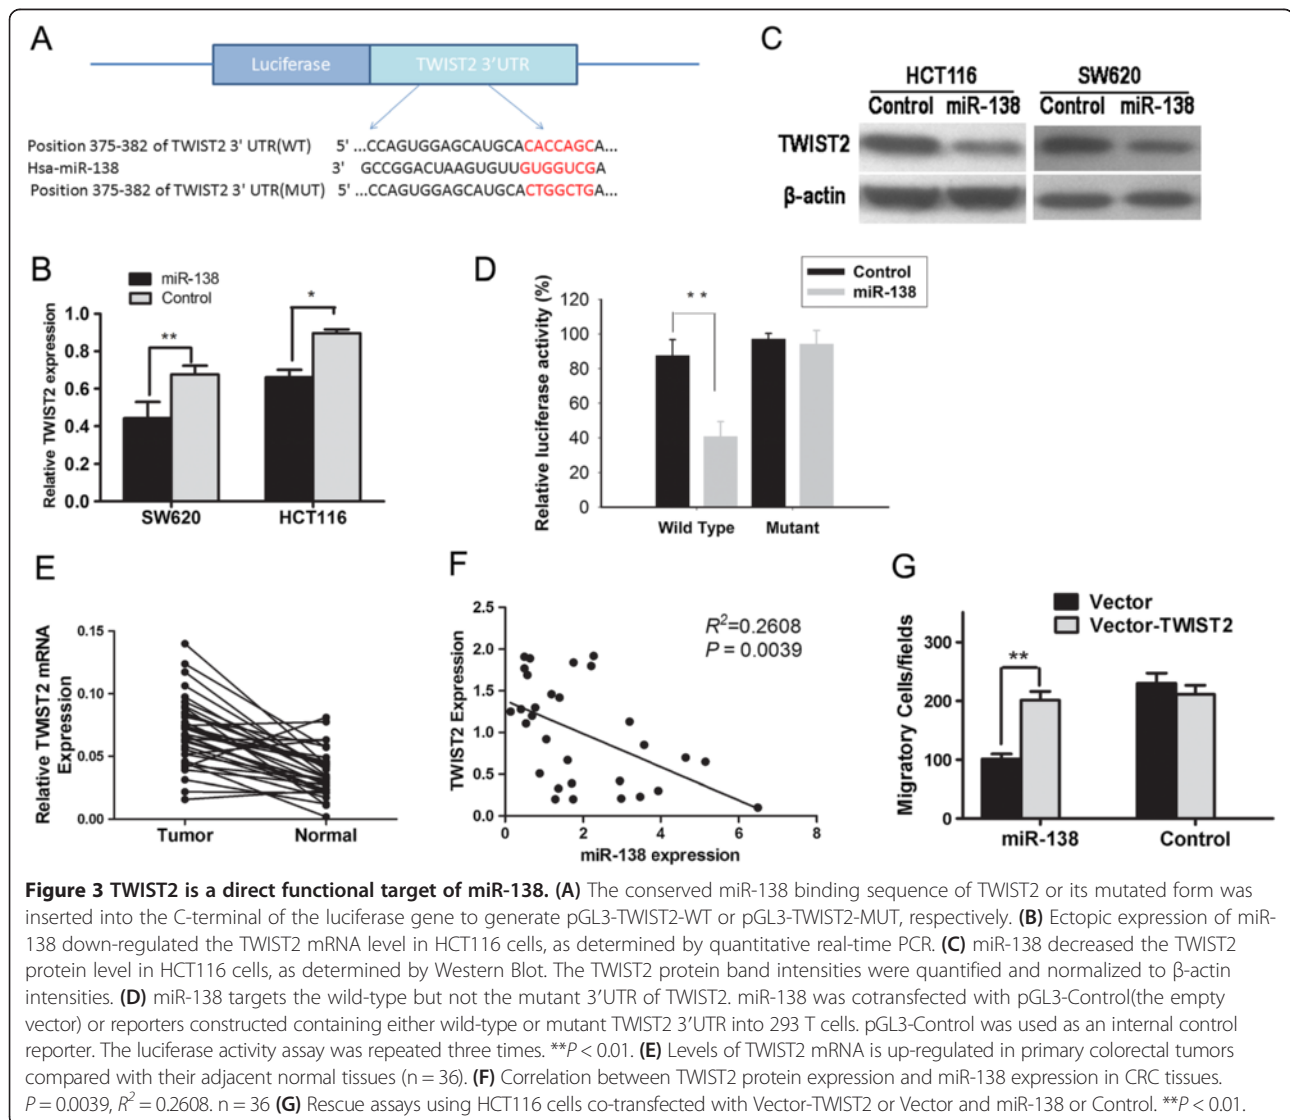 A
Luciferase
TWIST2 3'UTR
Position 375-382 of TWIST2 3' UTR(WT) 5' ...CCAGUGGAGCAUGCACACCAGCA...
Hsa-miR-138 3' GCCGGACUAAGUGUUGUGGUCGA
Position 375-382 of TWIST2 3' UTR(MUT) 5' ...CCAGUGGAGCAUGCACTGGCTGA...
B
miR-138
Control
Relative TWIST2 expression
1.0
0.8
0.6
0.4
0.2
0.0
**
*
SW620
HCT116
C
HCT116
SW620
Control miR-138
Control miR-138
TWIST2
β-actin
D
Control
miR-138
Relative luciferase activity (%)
120
100
80
60
40
20
0
* *
Wild Type
Mutant
E
Relative TWIST2 mRNA
Expression
0.15
0.10
0.05
0.00
Tumor
Normal
F
TWIST2 Expression
2.5
2.0
1.5
1.0
0.5
0.0
R²=0.2608
P = 0.0039
0
2
4
6
8
miR-138 expression
G
Vector
Vector-TWIST2
Migratory Cells/fields
300
200
100
0
**
miR-138
Control
Figure 3 TWIST2 is a direct functional target of miR-138. (A) The conserved miR-138 binding sequence of TWIST2 or its mutated form was
inserted into the C-terminal of the luciferase gene to generate pGL3-TWIST2-WT or pGL3-TWIST2-MUT, respectively. (B) Ectopic expression of miR-
138 down-regulated the TWIST2 mRNA level in HCT116 cells, as determined by quantitative real-time PCR. (C) miR-138 decreased the TWIST2
protein level in HCT116 cells, as determined by Western Blot. The TWIST2 protein band intensities were quantified and normalized to β-actin
intensities. (D) miR-138 targets the wild-type but not the mutant 3'UTR of TWIST2. miR-138 was cotransfected with pGL3-Control(the empty
vector) or reporters constructed containing either wild-type or mutant TWIST2 3'UTR into 293 T cells. pGL3-Control was used as an internal control
reporter. The luciferase activity assay was repeated three times. **P < 0.01. (E) Levels of TWIST2 mRNA is up-regulated in primary colorectal tumors
compared with their adjacent normal tissues (n = 36). (F) Correlation between TWIST2 protein expression and miR-138 expression in CRC tissues.
P = 0.0039, R² = 0.2608. n = 36 (G) Rescue assays using HCT116 cells co-transfected with Vector-TWIST2 or Vector and miR-138 or Control. **P < 0.01.